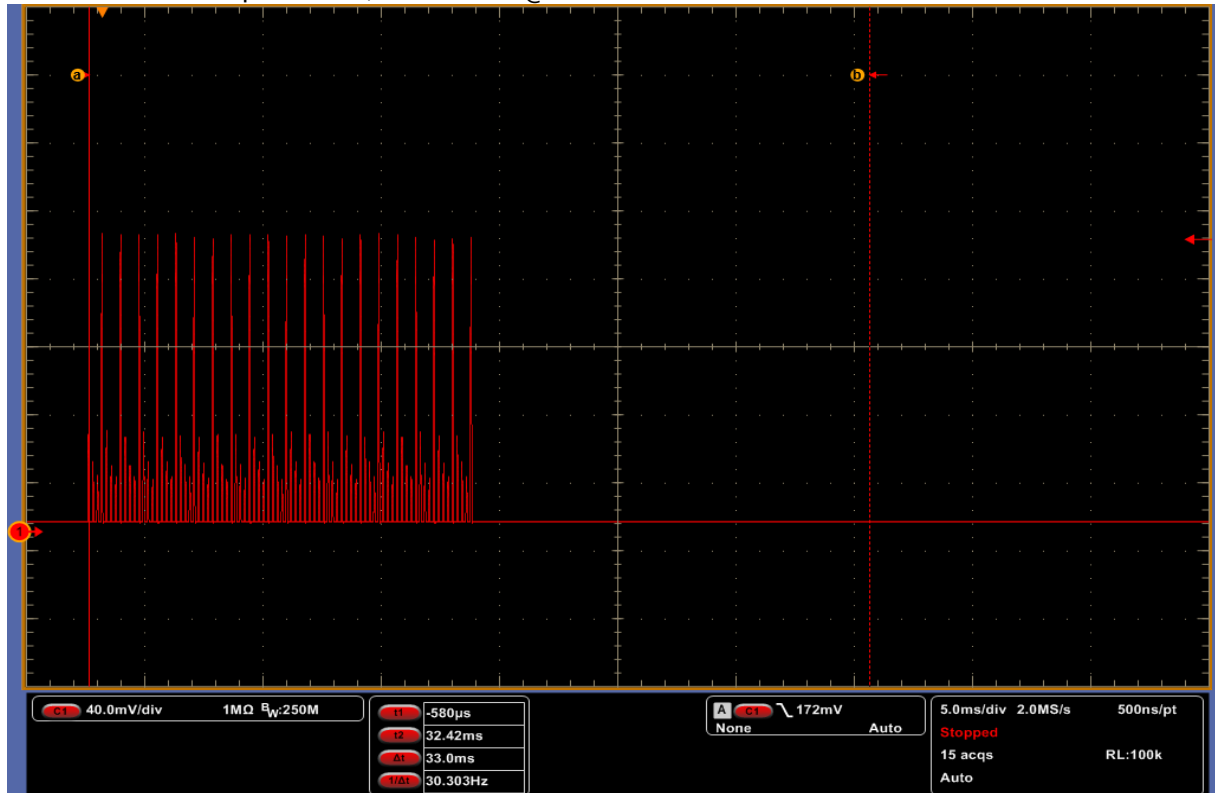 a
b
1
C1 40.0mV/div 1MΩ BW:250M
t1 -580µs
t2 32.42ms
Δt 33.0ms
1/Δt 30.303Hz
A C1 172mV
None Auto
5.0ms/div 2.0MS/s 500ns/pt
Stopped
15 acqs RL:100k
Auto